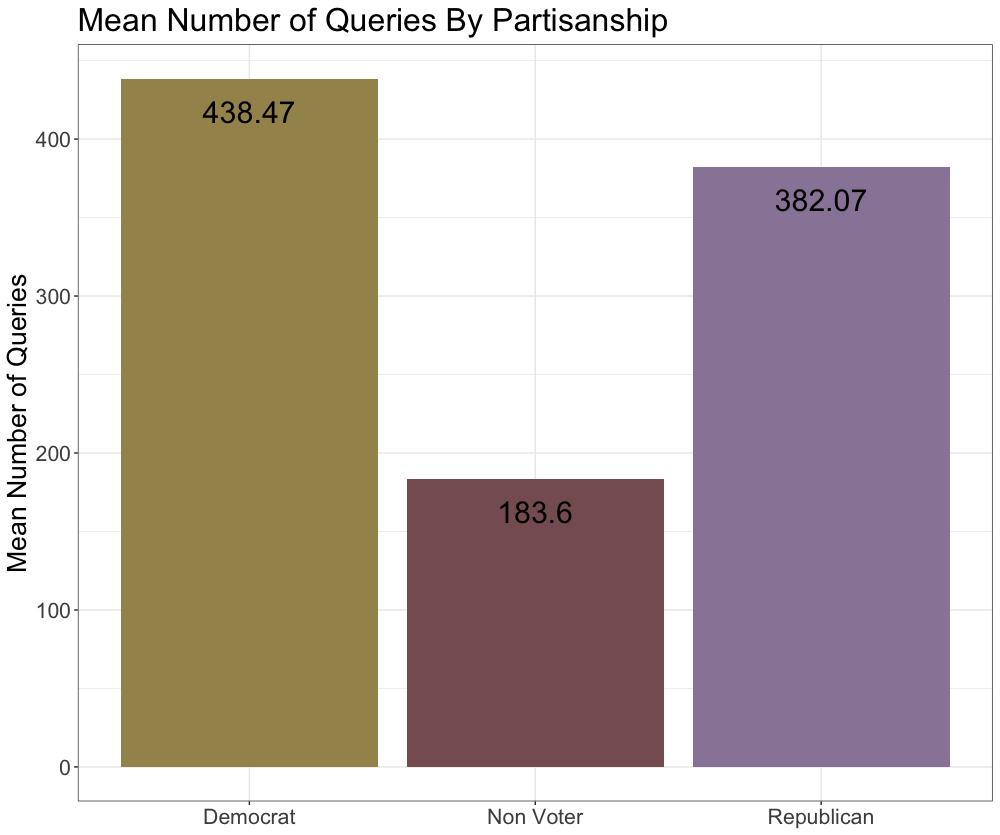 Mean Number of Queries By Partisanship
Mean Number of Queries
400
300
200
100
0
438.47
183.6
382.07
Democrat
Non Voter
Republican